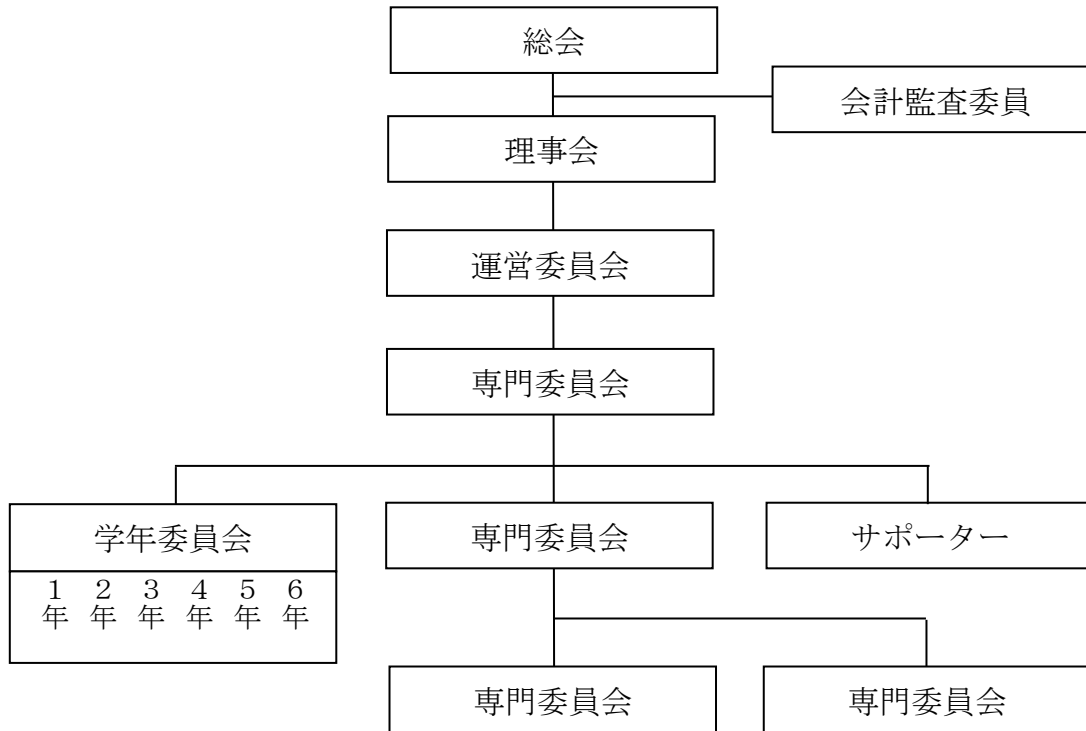 総会
会計監査委員
理事会
運営委員会
専門委員会
学年委員会
1年 2年 3年 4年 5年 6年
専門委員会
サポーター
専門委員会
専門委員会